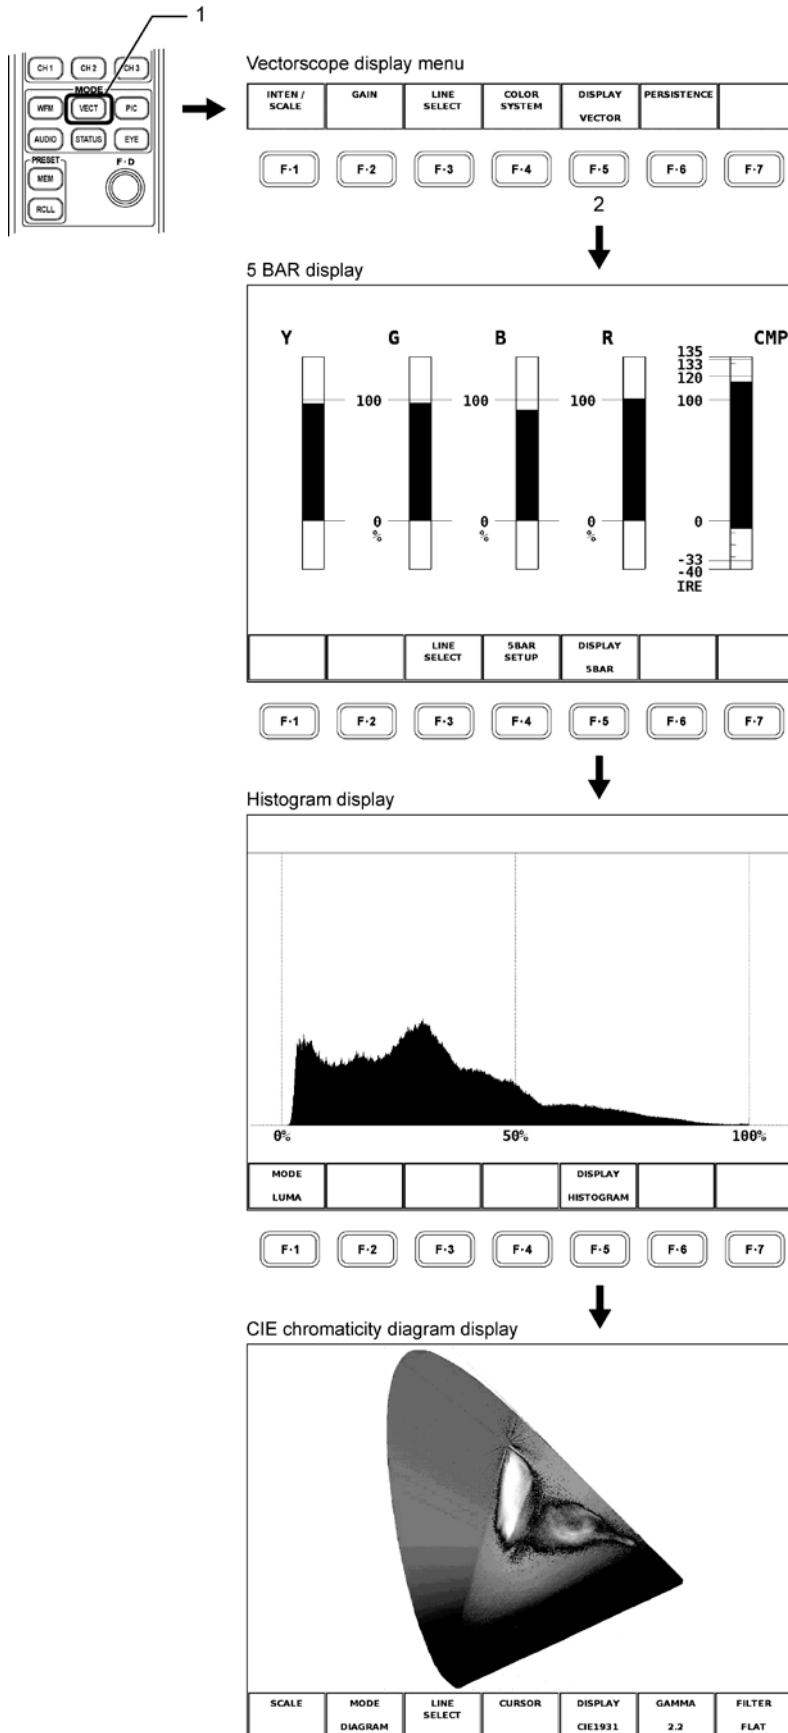 1
CH1 CH2 CH3
MODE
WFM VECT PIC
AUDIO STATUS EYE
PRESET F·D
MEM
RCLL
Vectorscope display menu
INTEN / SCALE GAIN LINE SELECT COLOR SYSTEM DISPLAY VECTOR PERSISTENCE
F·1 F·2 F·3 F·4 F·5 F·6 F·7
2
5 BAR display
Y G B R CMP
135
133
120
100 100 100 100
0 0 0 0
% % %
-33
-40
IRE
LINE SELECT 5BAR SETUP DISPLAY 5BAR
F·1 F·2 F·3 F·4 F·5 F·6 F·7
Histogram display
0% 50% 100%
MODE LUMA DISPLAY HISTOGRAM
F·1 F·2 F·3 F·4 F·5 F·6 F·7
CIE chromaticity diagram display
SCALE MODE DIAGRAM LINE SELECT CURSOR DISPLAY CIE1931 GAMMA 2.2 FILTER FLAT